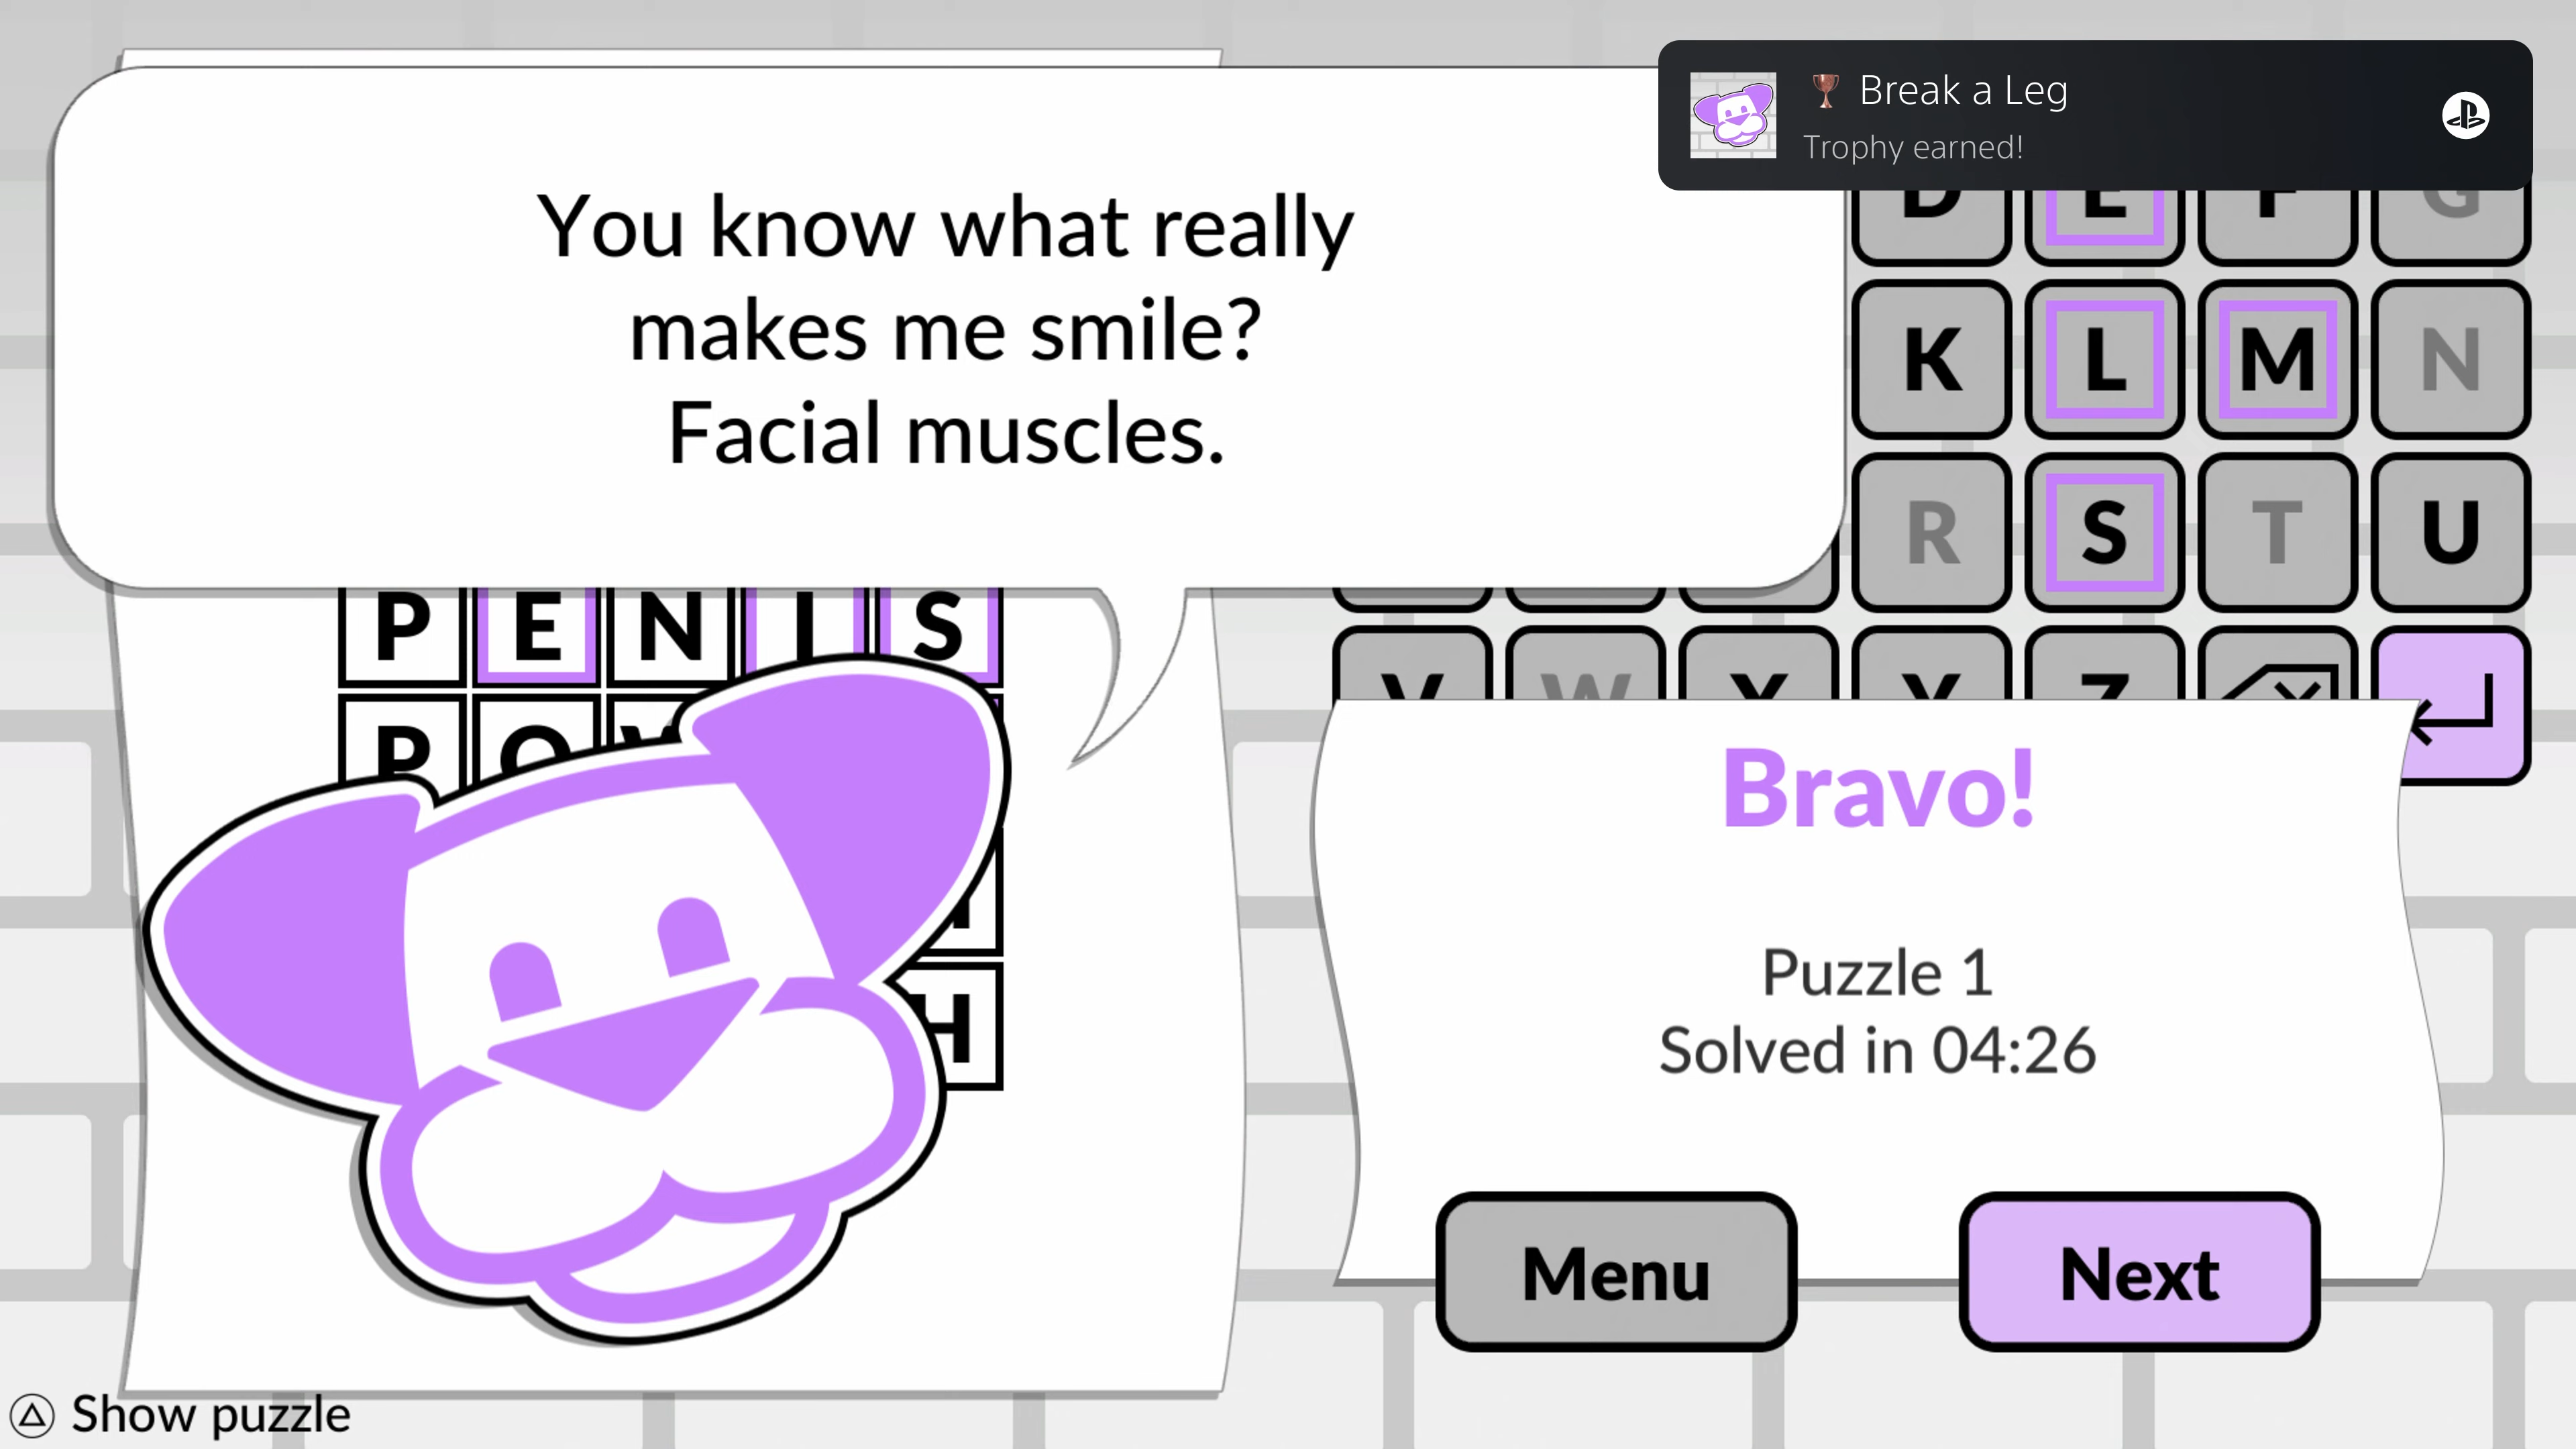 You know what really
makes me smile?
Facial muscles.
Break a Leg
Trophy earned!
D E F G
K L M N
R S T U
V W X Y Z
P E N I S
P O W
H
Bravo!
Puzzle 1
Solved in 04:26
Menu
Next
Show puzzle